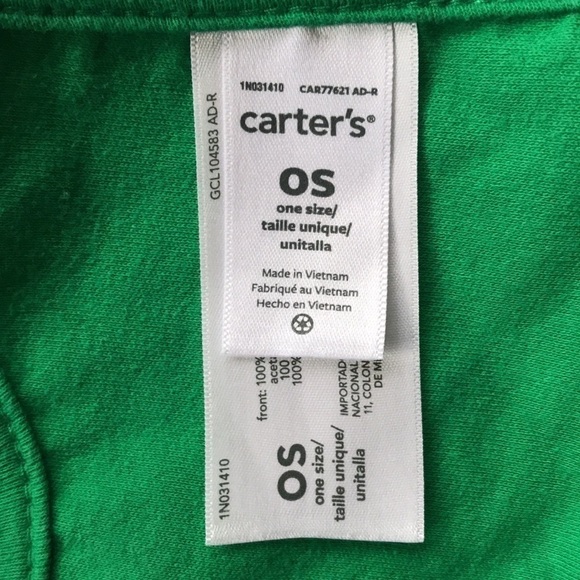 1N031410 CAR77621 AD-R
carter's®
OS
one size/
taille unique/
unitalla
Made in Vietnam
Fabriqué au Vietnam
Hecho en Vietnam
GCL104583 AD-R
1N031410
front: 100%
100
100%
IMPORTAD
NACIONAL
11, COLON
DE M
OS
one size/
taille unique/
unitalla